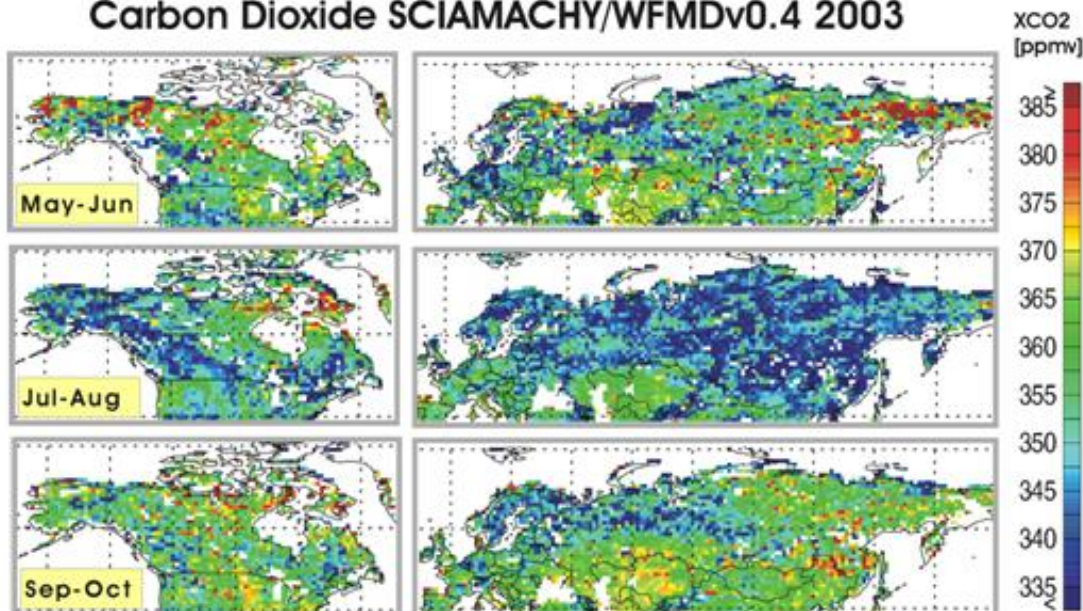 Carbon Dioxide SCIAMACHY/WFMDv0.4 2003
XCO2
[ppmv]
≥
385
380
375
370
365
360
355
350
345
340
335
May-Jun
Jul-Aug
Sep-Oct